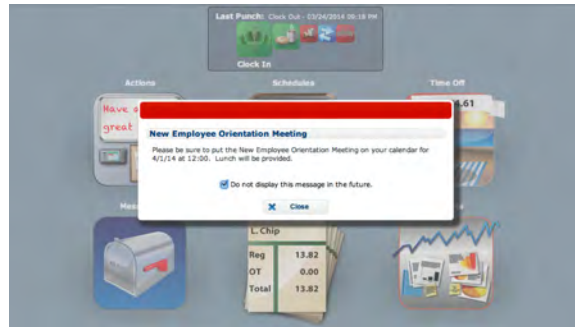 Last Punch: Clock Out - 03/24/2014 09:18 PM
Clock In
Actions
Schedules
Time Off
Have a
great
4.61
New Employee Orientation Meeting
Please be sure to put the New Employee Orientation Meeting on your calendar for
4/1/14 at 12:00. Lunch will be provided.
Do not display this message in the future.
Close
L. Chip
Reg 13.82
OT 0.00
Total 13.82